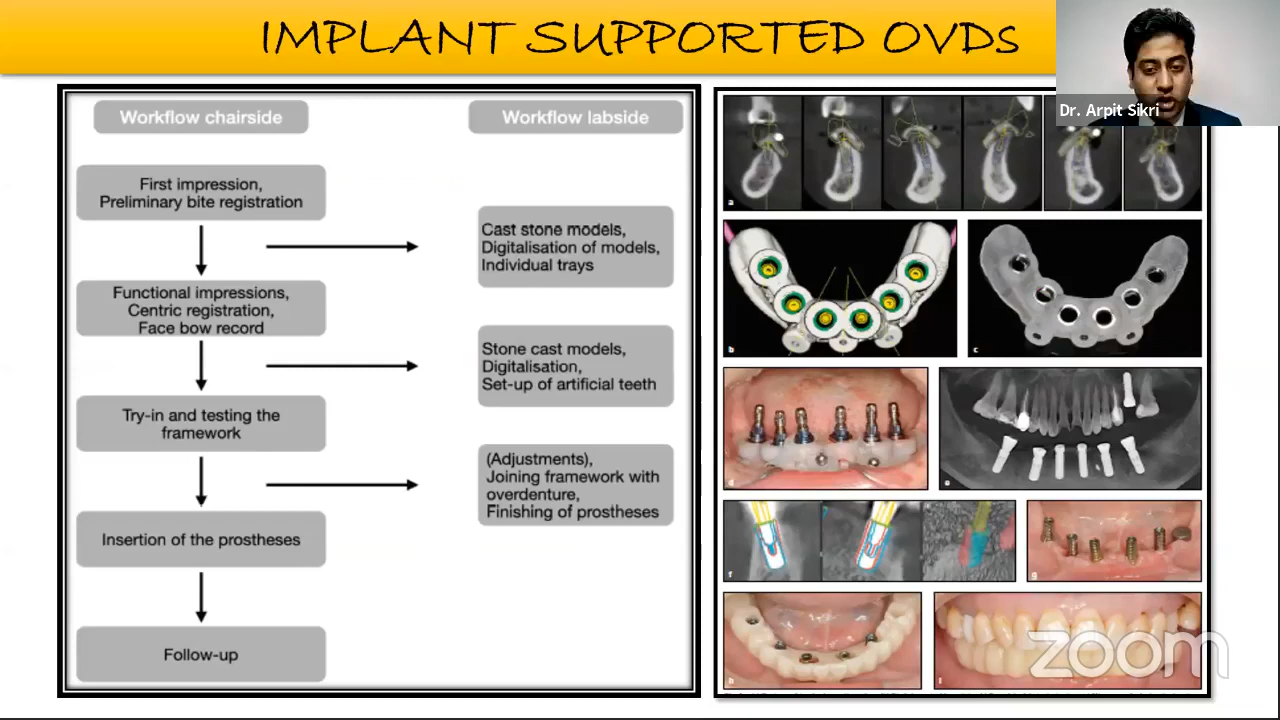 IMPLANT SUPPORTED OVDs
Dr. Arpit Sikri
Workflow chairside
Workflow labside
First impression,
Preliminary bite registration
Cast stone models,
Digitalisation of models,
Individual trays
Functional impressions,
Centric registration,
Face bow record
Stone cast models,
Digitalisation,
Set-up of artificial teeth
Try-in and testing the
framework
(Adjustments),
Joining framework with
overdenture,
Finishing of prostheses
Insertion of the prostheses
Follow-up
a
b
c
d
e
f
g
h
i
zoom